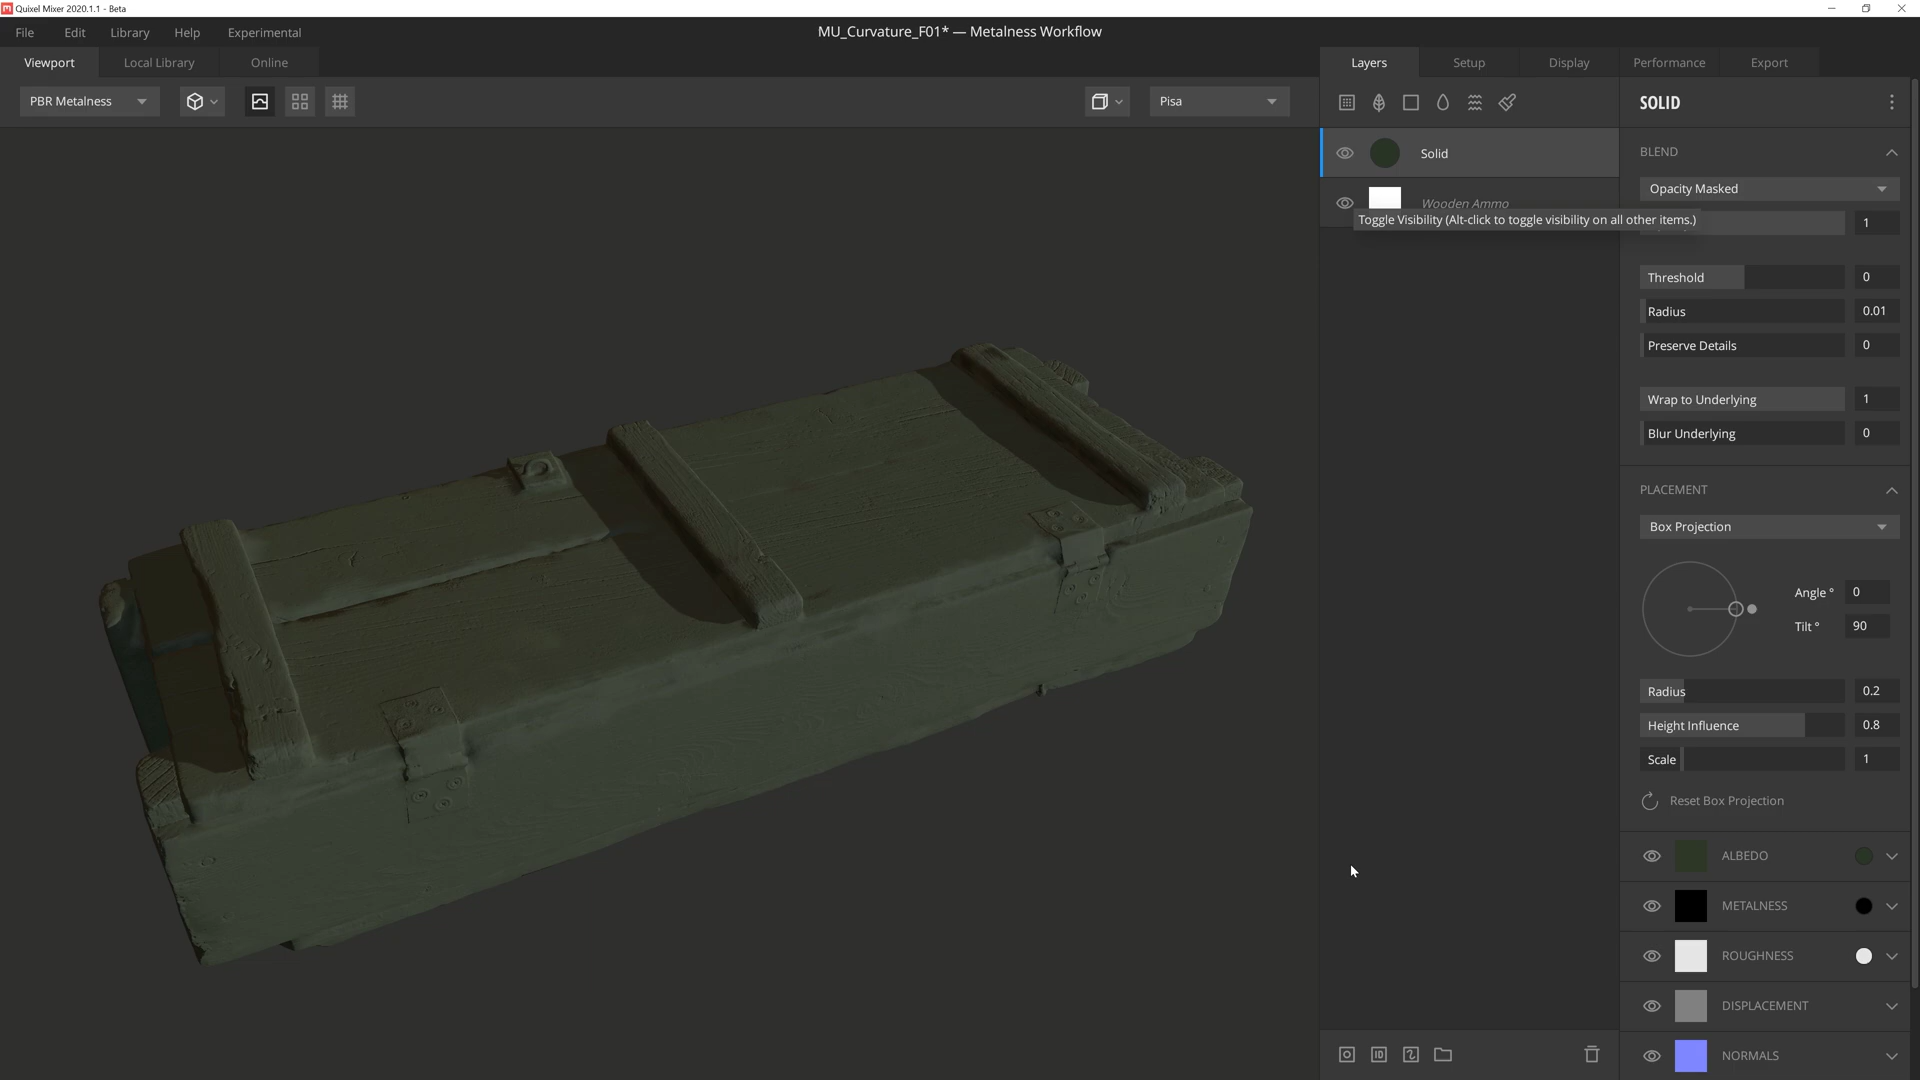 Quixel Mixer 2020.1.1 - Beta
File Edit Library Help Experimental
MU_Curvature_F01* — Metalness Workflow
Viewport Local Library Online
Layers Setup Display Performance Export
PBR Metalness
Pisa
SOLID
Solid
Wooden Ammo
Toggle Visibility (Alt-click to toggle visibility on all other items.)
BLEND
Opacity Masked
1
Threshold 0
Radius 0.01
Preserve Details 0
Wrap to Underlying 1
Blur Underlying 0
PLACEMENT
Box Projection
Angle ° 0
Tilt ° 90
Radius 0.2
Height Influence 0.8
Scale 1
Reset Box Projection
ALBEDO
METALNESS
ROUGHNESS
DISPLACEMENT
NORMALS
ID